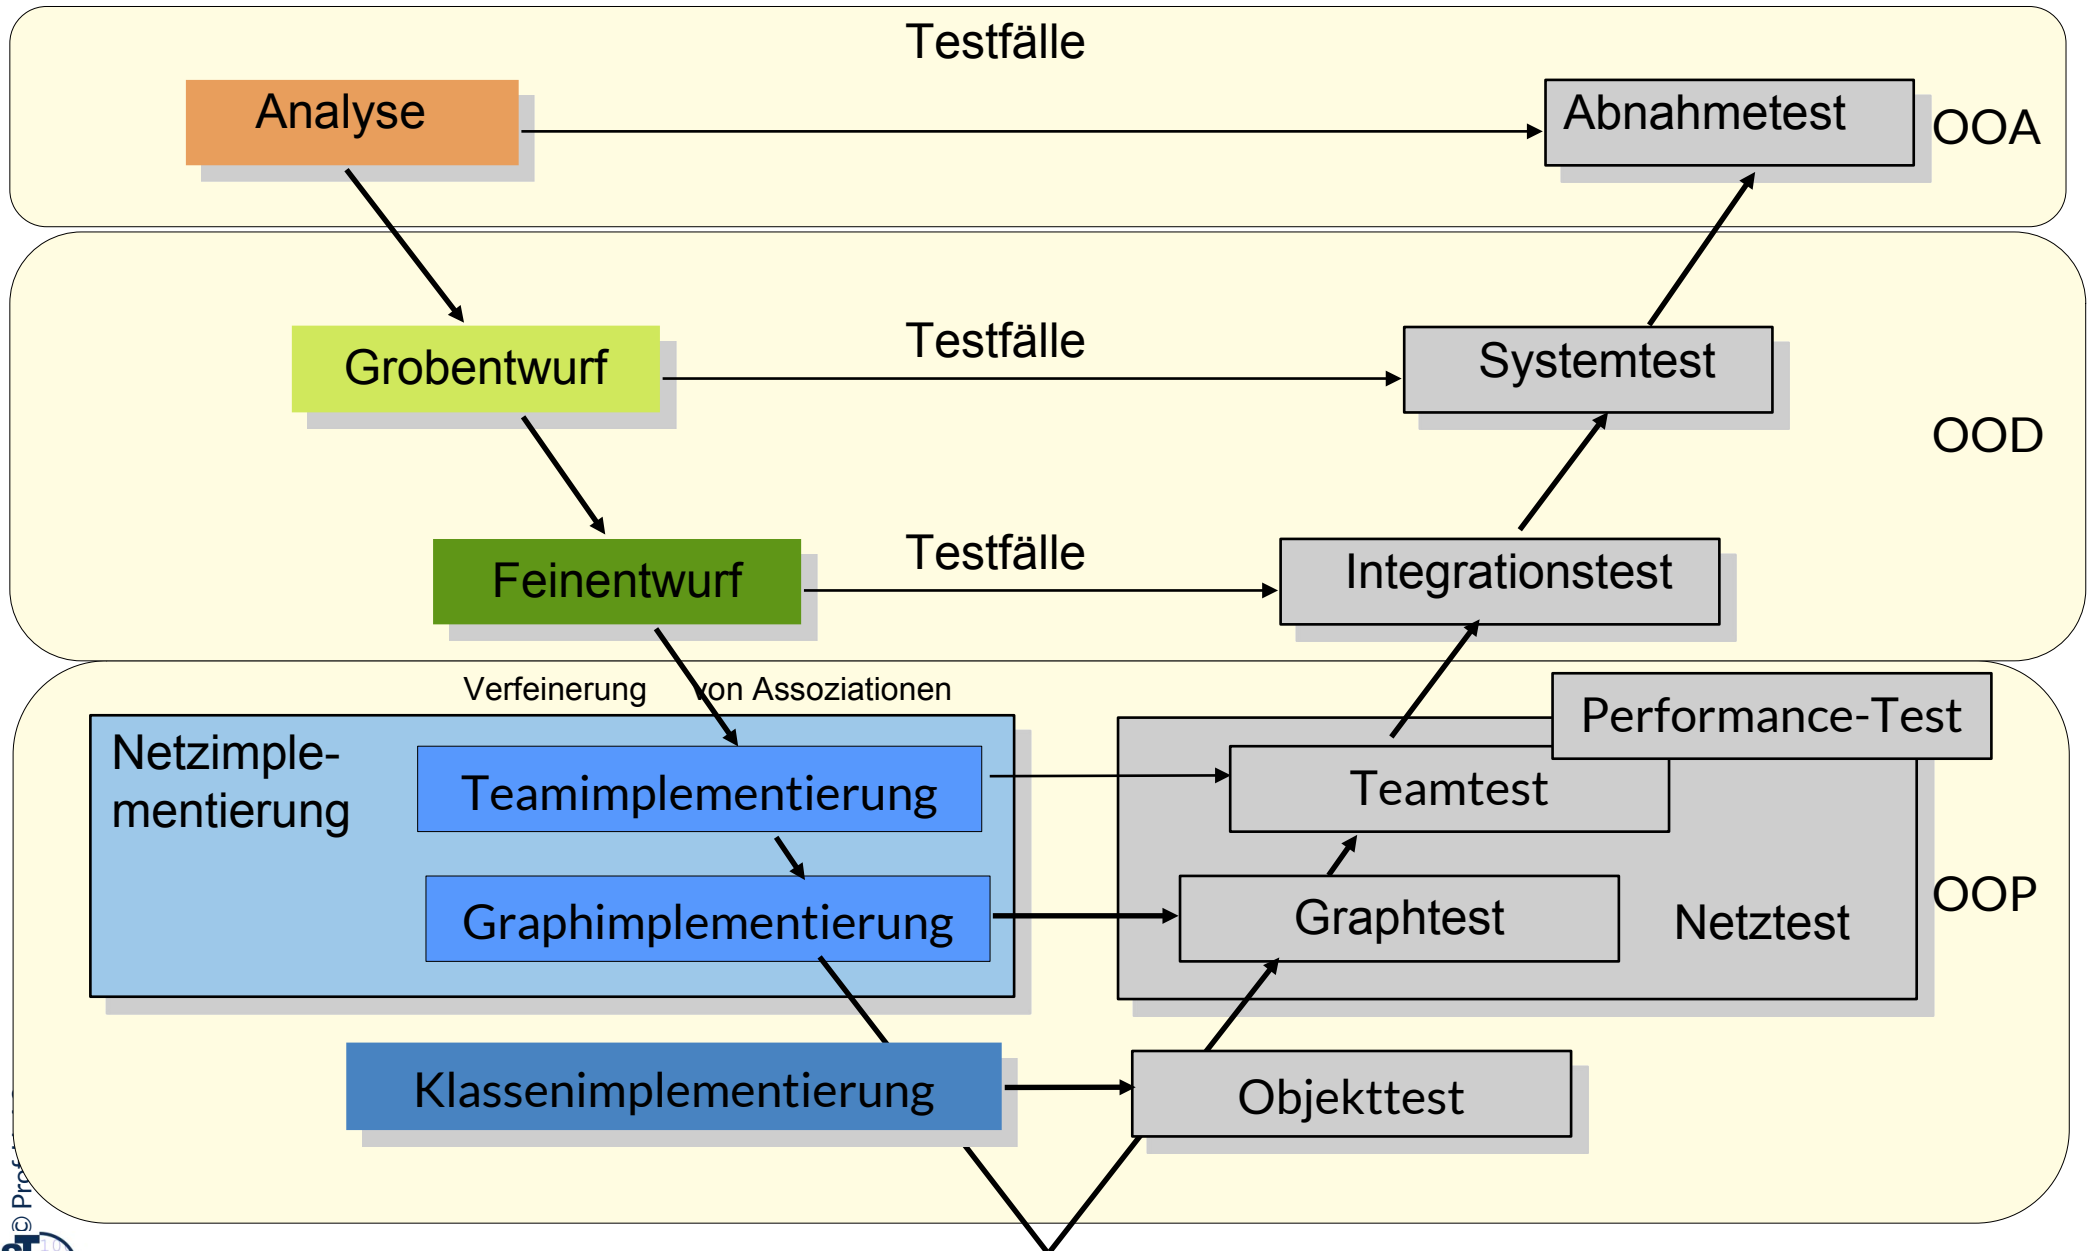 Testfälle
Analyse
Abnahmetest
OOA
Testfälle
Grobentwurf
Systemtest
OOD
Testfälle
Feinentwurf
Integrationstest
Verfeinerung von Assoziationen
Performance-Test
Netzimple-
mentierung
Teamimplementierung
Teamtest
Graphimplementierung
Graphtest
Netztest
OOP
Klassenimplementierung
Objekttest
©